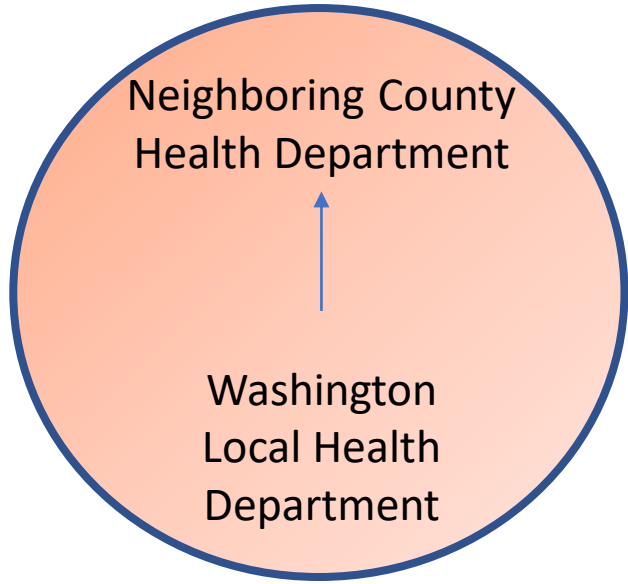 Neighboring County
Health Department
Washington
Local Health
Department